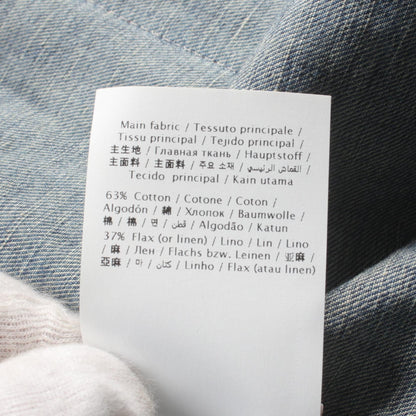 Main fabric / Tessuto principale /
Tissu principal / Tejido principal /
主生地 / Главная ткань / Hauptstoff /
主面料 / 主面料 / 주요 소재 / القماش الرئيسي /
Tecido principal / Kain utama
63% Cotton / Cotone / Coton /
Algodón / 綿 / Хлопок / Baumwolle /
棉 / 棉 / 면 / قطن / Algodão / Katun
37% Flax (or linen) / Lino / Lin / Lino
/ 麻 / Лен / Flachs bzw. Leinen / 亚麻 /
亞麻 / 마 / كتان / Linho / Flax (atau linen)